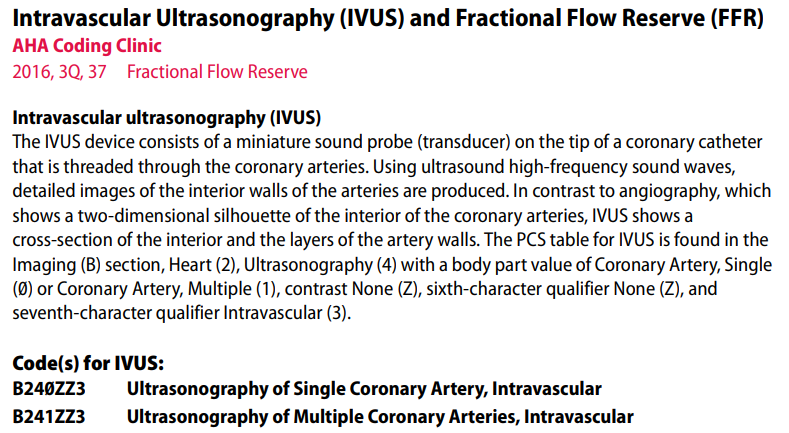 Intravascular Ultrasonography (IVUS) and Fractional Flow Reserve (FFR)
AHA Coding Clinic
2016, 3Q, 37 Fractional Flow Reserve
Intravascular ultrasonography (IVUS)
The IVUS device consists of a miniature sound probe (transducer) on the tip of a coronary catheter
that is threaded through the coronary arteries. Using ultrasound high-frequency sound waves,
detailed images of the interior walls of the arteries are produced. In contrast to angiography, which
shows a two-dimensional silhouette of the interior of the coronary arteries, IVUS shows a
cross-section of the interior and the layers of the artery walls. The PCS table for IVUS is found in the
Imaging (B) section, Heart (2), Ultrasonography (4) with a body part value of Coronary Artery, Single
(Ø) or Coronary Artery, Multiple (1), contrast None (Z), sixth-character qualifier None (Z), and
seventh-character qualifier Intravascular (3).
Code(s) for IVUS:
B24ØZZ3 Ultrasonography of Single Coronary Artery, Intravascular
B241ZZ3 Ultrasonography of Multiple Coronary Arteries, Intravascular